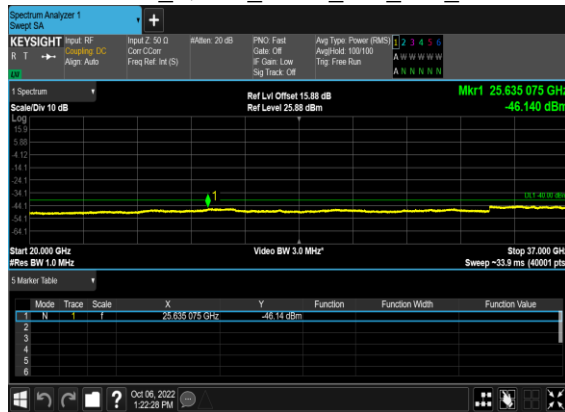 Spectrum Analyzer 1
Swept SA
KEYSIGHT Input: RF Input Z: 50 Ω #Atten: 20 dB PNO: Fast Avg Type: Power (RMS) 1 2 3 4 5 6
R T Coupling: DC Corr CCorr Gate: Off Avg|Hold: 100/100 A W W W W W
Align: Auto Freq Ref: Int (S) IF Gain: Low Trig: Free Run
Sig Track: Off A N N N N N
1 Spectrum Ref Lvl Offset 15.88 dB Mkr1 25.635 075 GHz
Scale/Div 10 dB Ref Level 25.88 dBm -46.140 dBm
Log
15.9
5.88
-4.12
-14.1
-24.1
-34.1
1
DL1 -40.00 dBm
-44.1
-54.1
-64.1
Start 20.000 GHz Video BW 3.0 MHz* Stop 37.000 GHz
#Res BW 1.0 MHz Sweep ~33.9 ms (40001 pts)
5 Marker Table
Mode Trace Scale X Y Function Function Width Function Value
1 N 1 f 25.635 075 GHz -46.14 dBm
2
3
4
5
6
? Oct 06, 2022
1:22:28 PM